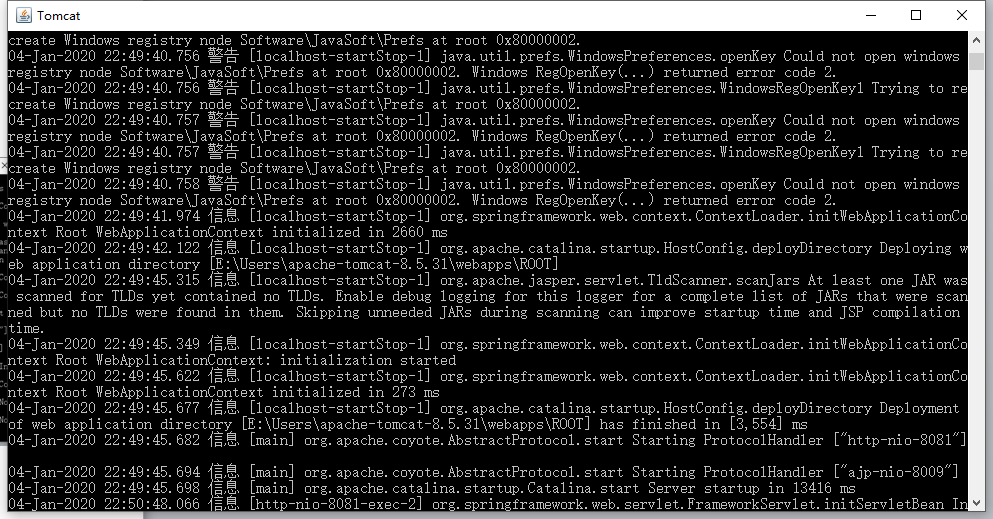 Tomcat
create Windows registry node Software\JavaSoft\Prefs at root 0x80000002.
04-Jan-2020 22:49:40.756 警告 [localhost-startStop-1] java.util.prefs.WindowsPreferences.openKey Could not open windows
registry node Software\JavaSoft\Prefs at root 0x80000002. Windows RegOpenKey(...) returned error code 2.
04-Jan-2020 22:49:40.756 警告 [localhost-startStop-1] java.util.prefs.WindowsPreferences.WindowsRegOpenKey1 Trying to re
create Windows registry node Software\JavaSoft\Prefs at root 0x80000002.
04-Jan-2020 22:49:40.757 警告 [localhost-startStop-1] java.util.prefs.WindowsPreferences.openKey Could not open windows
registry node Software\JavaSoft\Prefs at root 0x80000002. Windows RegOpenKey(...) returned error code 2.
04-Jan-2020 22:49:40.757 警告 [localhost-startStop-1] java.util.prefs.WindowsPreferences.WindowsRegOpenKey1 Trying to re
create Windows registry node Software\JavaSoft\Prefs at root 0x80000002.
04-Jan-2020 22:49:40.758 警告 [localhost-startStop-1] java.util.prefs.WindowsPreferences.openKey Could not open windows
registry node Software\JavaSoft\Prefs at root 0x80000002. Windows RegOpenKey(...) returned error code 2.
04-Jan-2020 22:49:41.974 信息 [localhost-startStop-1] org.springframework.web.context.ContextLoader.initWebApplicationCo
ntext Root WebApplicationContext initialized in 2660 ms
04-Jan-2020 22:49:42.122 信息 [localhost-startStop-1] org.apache.catalina.startup.HostConfig.deployDirectory Deploying w
eb application directory [E:\Users\apache-tomcat-8.5.31\webapps\ROOT]
04-Jan-2020 22:49:45.315 信息 [localhost-startStop-1] org.apache.jasper.servlet.TldScanner.scanJars At least one JAR was
scanned for TLDs yet contained no TLDs. Enable debug logging for this logger for a complete list of JARs that were scan
ned but no TLDs were found in them. Skipping unneeded JARs during scanning can improve startup time and JSP compilation
time.
04-Jan-2020 22:49:45.349 信息 [localhost-startStop-1] org.springframework.web.context.ContextLoader.initWebApplicationCo
ntext Root WebApplicationContext: initialization started
04-Jan-2020 22:49:45.622 信息 [localhost-startStop-1] org.springframework.web.context.ContextLoader.initWebApplicationCo
ntext Root WebApplicationContext initialized in 273 ms
04-Jan-2020 22:49:45.677 信息 [localhost-startStop-1] org.apache.catalina.startup.HostConfig.deployDirectory Deployment
of web application directory [E:\Users\apache-tomcat-8.5.31\webapps\ROOT] has finished in [3,554] ms
04-Jan-2020 22:49:45.682 信息 [main] org.apache.coyote.AbstractProtocol.start Starting ProtocolHandler ["http-nio-8081"]
04-Jan-2020 22:49:45.694 信息 [main] org.apache.coyote.AbstractProtocol.start Starting ProtocolHandler ["ajp-nio-8009"]
04-Jan-2020 22:49:45.698 信息 [main] org.apache.catalina.startup.Catalina.start Server startup in 13416 ms
04-Jan-2020 22:50:48.066 信息 [http-nio-8081-exec-2] org.springframework.web.servlet.FrameworkServlet.initServletBean In